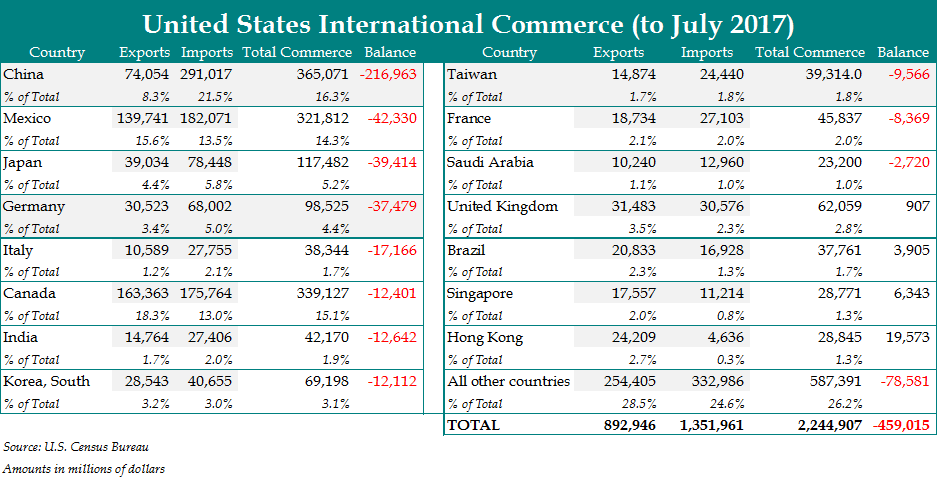 United States International Commerce (to July 2017)
Country Exports Imports Total Commerce Balance
China 74,054 291,017 365,071 -216,963
% of Total 8.3% 21.5% 16.3%
Mexico 139,741 182,071 321,812 -42,330
% of Total 15.6% 13.5% 14.3%
Japan 39,034 78,448 117,482 -39,414
% of Total 4.4% 5.8% 5.2%
Germany 30,523 68,002 98,525 -37,479
% of Total 3.4% 5.0% 4.4%
Italy 10,589 27,755 38,344 -17,166
% of Total 1.2% 2.1% 1.7%
Canada 163,363 175,764 339,127 -12,401
% of Total 18.3% 13.0% 15.1%
India 14,764 27,406 42,170 -12,642
% of Total 1.7% 2.0% 1.9%
Korea, South 28,543 40,655 69,198 -12,112
% of Total 3.2% 3.0% 3.1%
Country Exports Imports Total Commerce Balance
Taiwan 14,874 24,440 39,314.0 -9,566
% of Total 1.7% 1.8% 1.8%
France 18,734 27,103 45,837 -8,369
% of Total 2.1% 2.0% 2.0%
Saudi Arabia 10,240 12,960 23,200 -2,720
% of Total 1.1% 1.0% 1.0%
United Kingdom 31,483 30,576 62,059 907
% of Total 3.5% 2.3% 2.8%
Brazil 20,833 16,928 37,761 3,905
% of Total 2.3% 1.3% 1.7%
Singapore 17,557 11,214 28,771 6,343
% of Total 2.0% 0.8% 1.3%
Hong Kong 24,209 4,636 28,845 19,573
% of Total 2.7% 0.3% 1.3%
All other countries 254,405 332,986 587,391 -78,581
% of Total 28.5% 24.6% 26.2%
TOTAL 892,946 1,351,961 2,244,907 -459,015
Source: U.S. Census Bureau
Amounts in millions of dollars